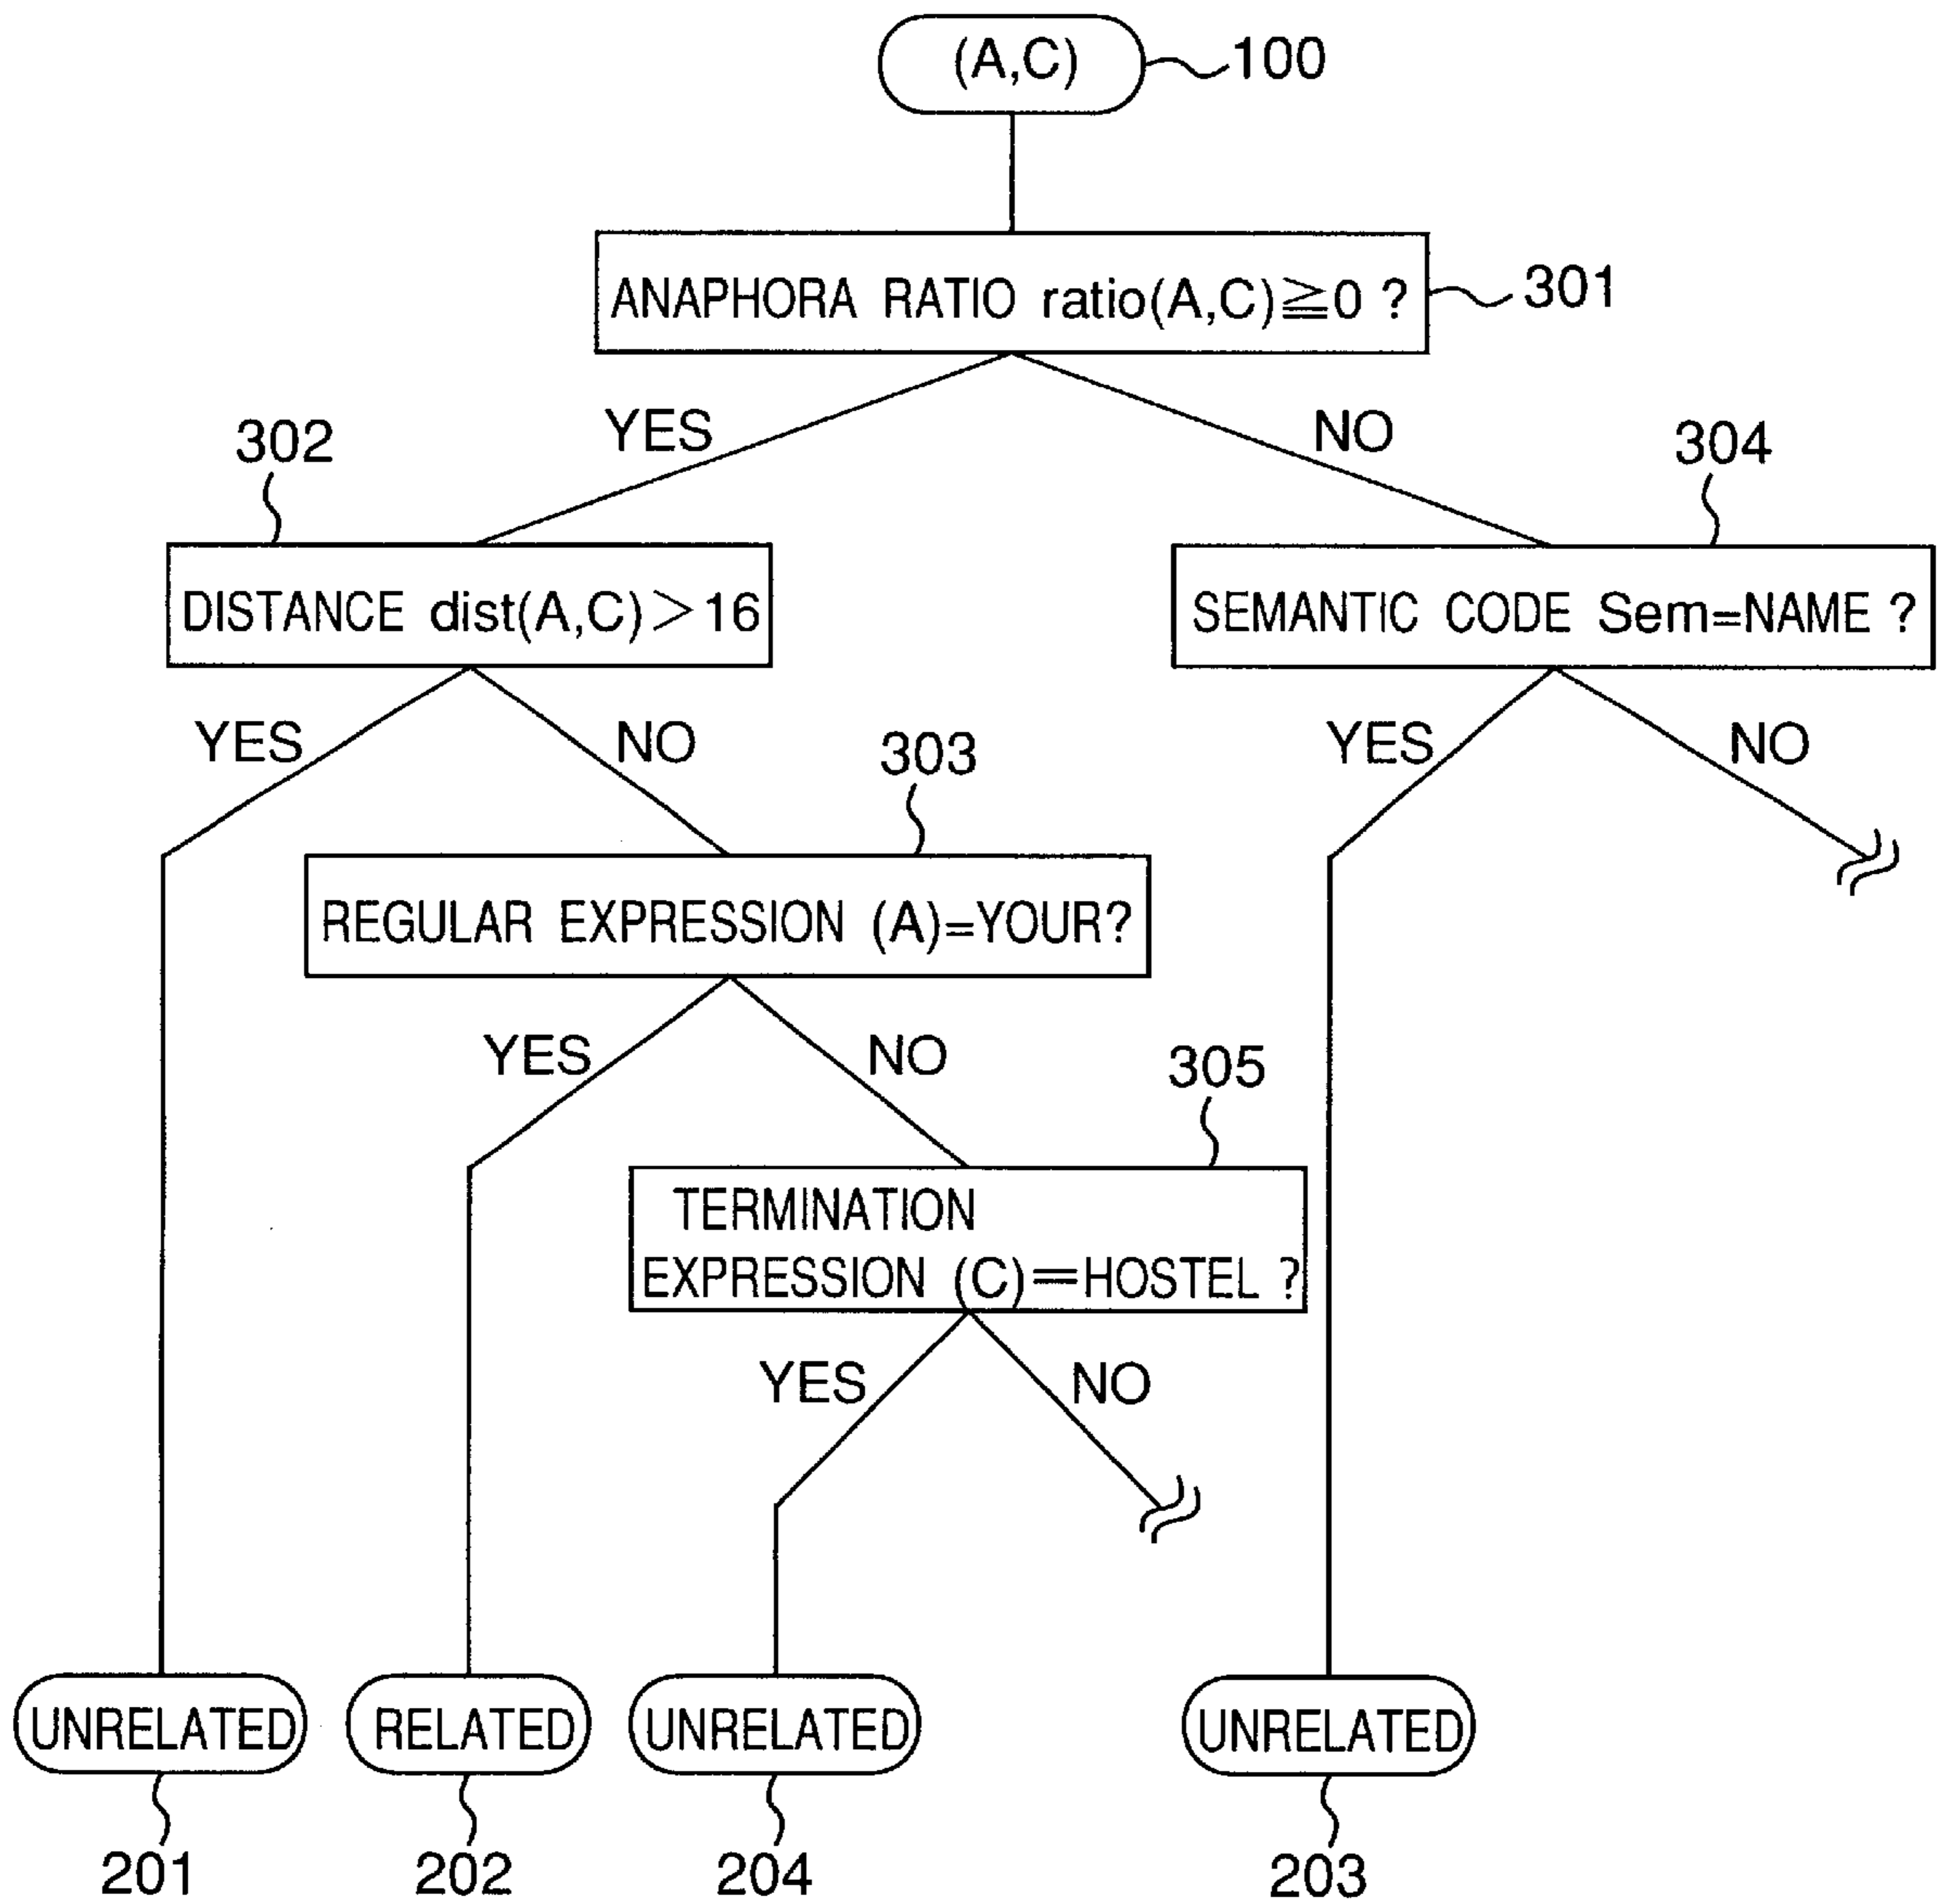 (A,C)
100
ANAPHORA RATIO ratio(A,C)≧0 ?
301
YES
NO
302
304
DISTANCE dist(A,C)>16
SEMANTIC CODE Sem=NAME ?
YES
NO
YES
NO
303
REGULAR EXPRESSION (A)=YOUR?
YES
NO
305
TERMINATION
EXPRESSION (C)=HOSTEL ?
YES
NO
UNRELATED
RELATED
UNRELATED
UNRELATED
201
202
204
203